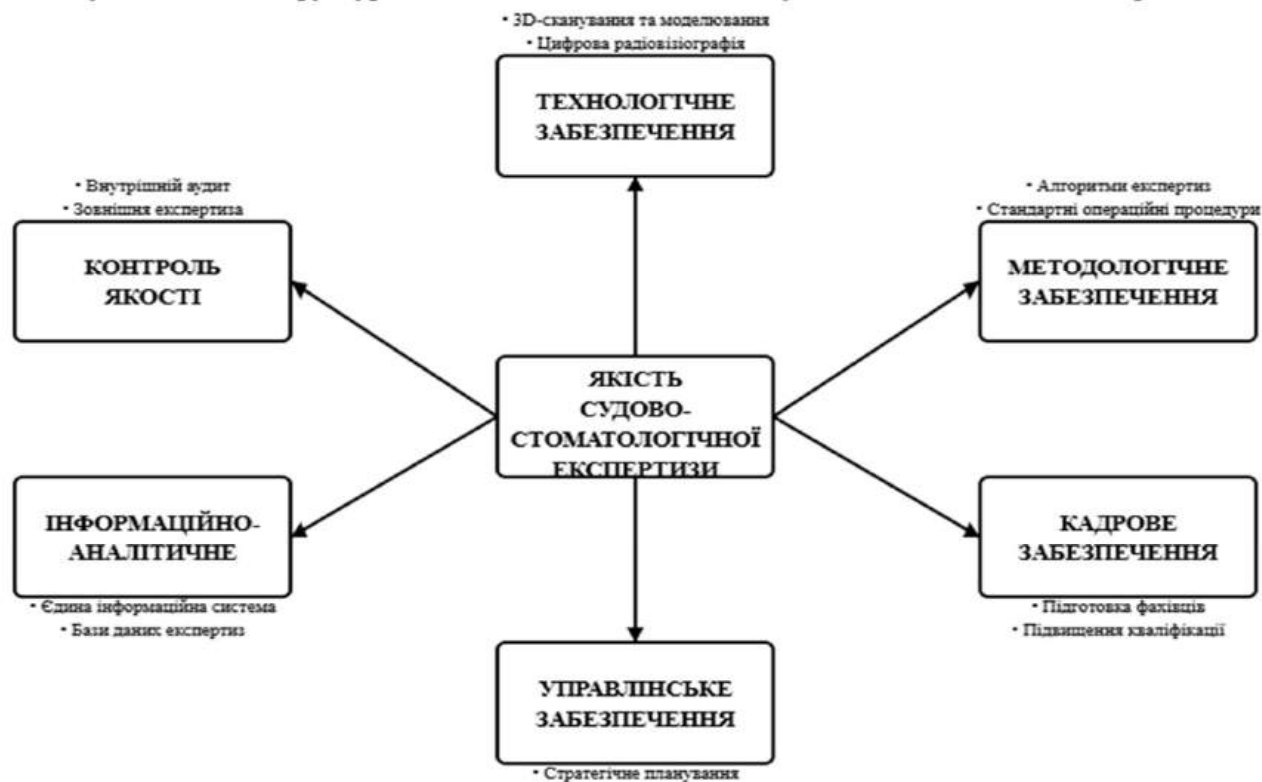 • 3D-сканування та моделювання
• Цифрова радіовізіографія
ТЕХНОЛОГІЧНЕ
ЗАБЕЗПЕЧЕННЯ
• Внутрішній аудит
• Зовнішня експертиза
КОНТРОЛЬ
ЯКОСТІ
• Алгоритми експертиз
• Стандартні операційні процедури
МЕТОДОЛОГІЧНЕ
ЗАБЕЗПЕЧЕННЯ
ЯКІСТЬ
СУДОВО-
СТОМАТОЛОГІЧНОЇ
ЕКСПЕРТИЗИ
ІНФОРМАЦІЙНО-
АНАЛІТИЧНЕ
• Єдина інформаційна система
• Бази даних експертиз
КАДРОВЕ
ЗАБЕЗПЕЧЕННЯ
• Підготовка фахівців
• Підвищення кваліфікації
УПРАВЛІНСЬКЕ
ЗАБЕЗПЕЧЕННЯ
• Стратегічне планування